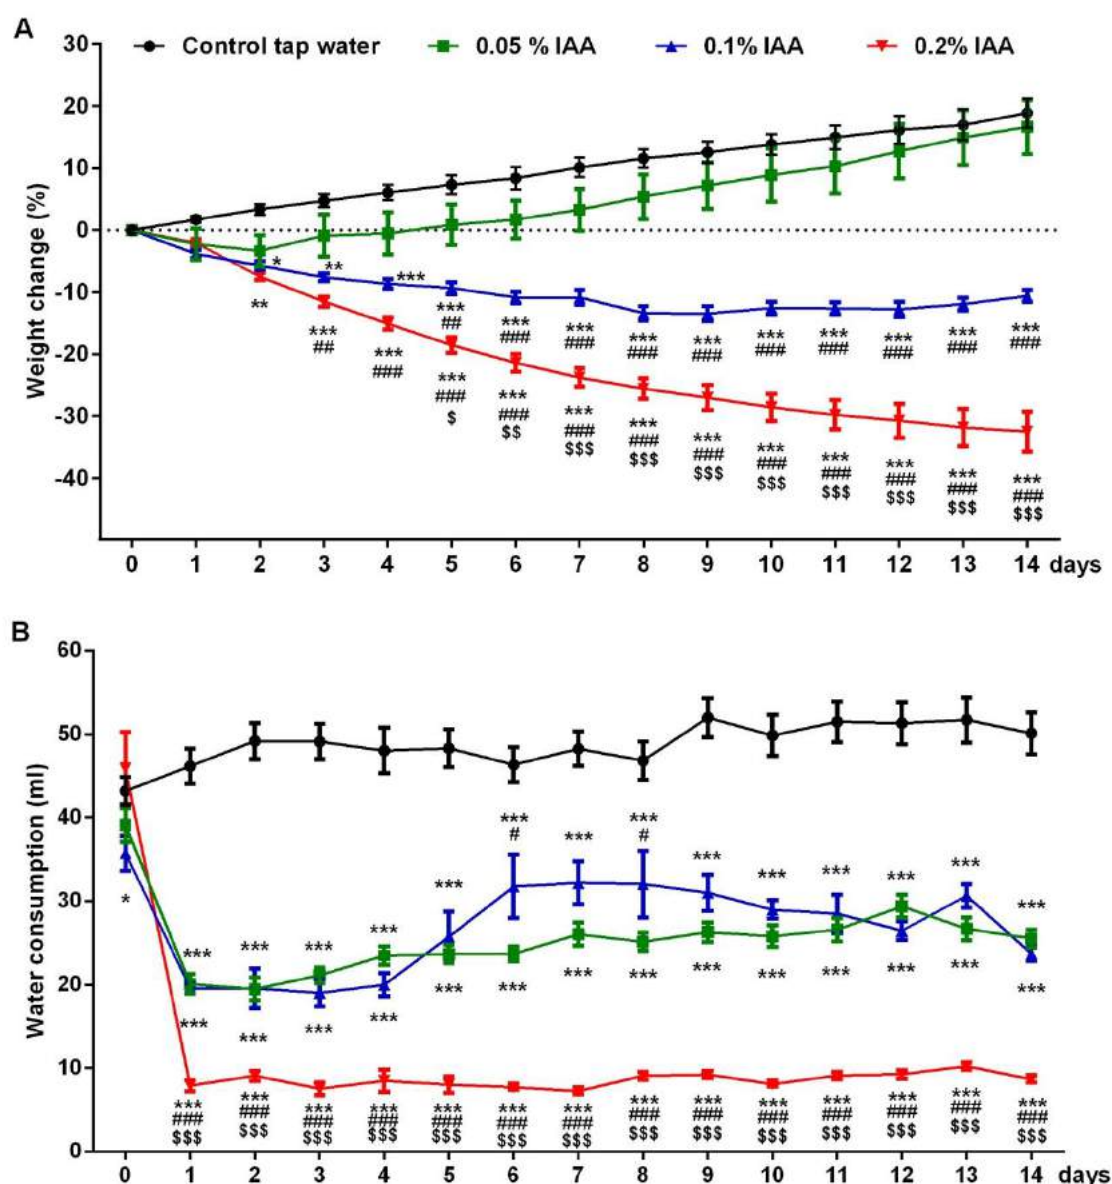 A
30 Control tap water 0.05 % IAA 0.1% IAA 0.2% IAA
20
10
0
-10
-20
-30
-40
Weight change (%)
* ** ***
*** *** *** *** *** *** *** *** *** ***
## ### ### ### ### ### ### ### ### ###
** *** *** *** *** *** *** *** *** *** *** *** ***
## ### ### ### ### ### ### ### ### ### ### ###
$ $$ $$$ $$$ $$$ $$$ $$$ $$$ $$$ $$$
0 1 2 3 4 5 6 7 8 9 10 11 12 13 14 days
B
60
50
40
30
20
10
0
Water consumption (ml)
*** *** *** *** *** *** *** *** *** *** *** *** *** ***
# #
* *** *** *** *** *** *** *** *** *** *** *** *** *** ***
*** *** *** *** *** *** *** *** *** *** *** *** *** ***
### ### ### ### ### ### ### ### ### ### ### ### ### ###
$$$ $$$ $$$ $$$ $$$ $$$ $$$ $$$ $$$ $$$ $$$ $$$ $$$ $$$
0 1 2 3 4 5 6 7 8 9 10 11 12 13 14 days